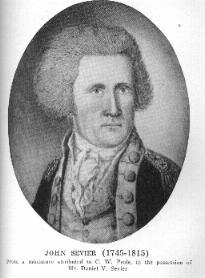 JOHN SEVIER (1745-1815)
From a miniature attributed to C. W. Peale, in the possession of
Mr. Daniel V. Sevier